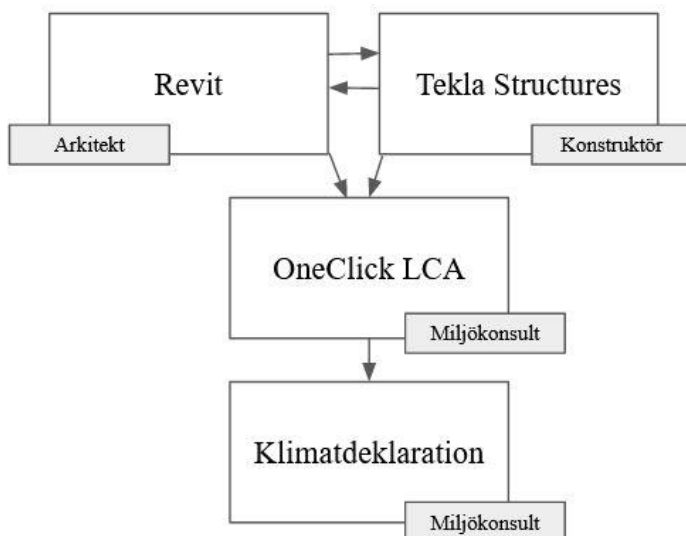 Revit
Tekla Structures
Arkitekt
Konstruktör
OneClick LCA
Miljökonsult
Klimatdeklaration
Miljökonsult